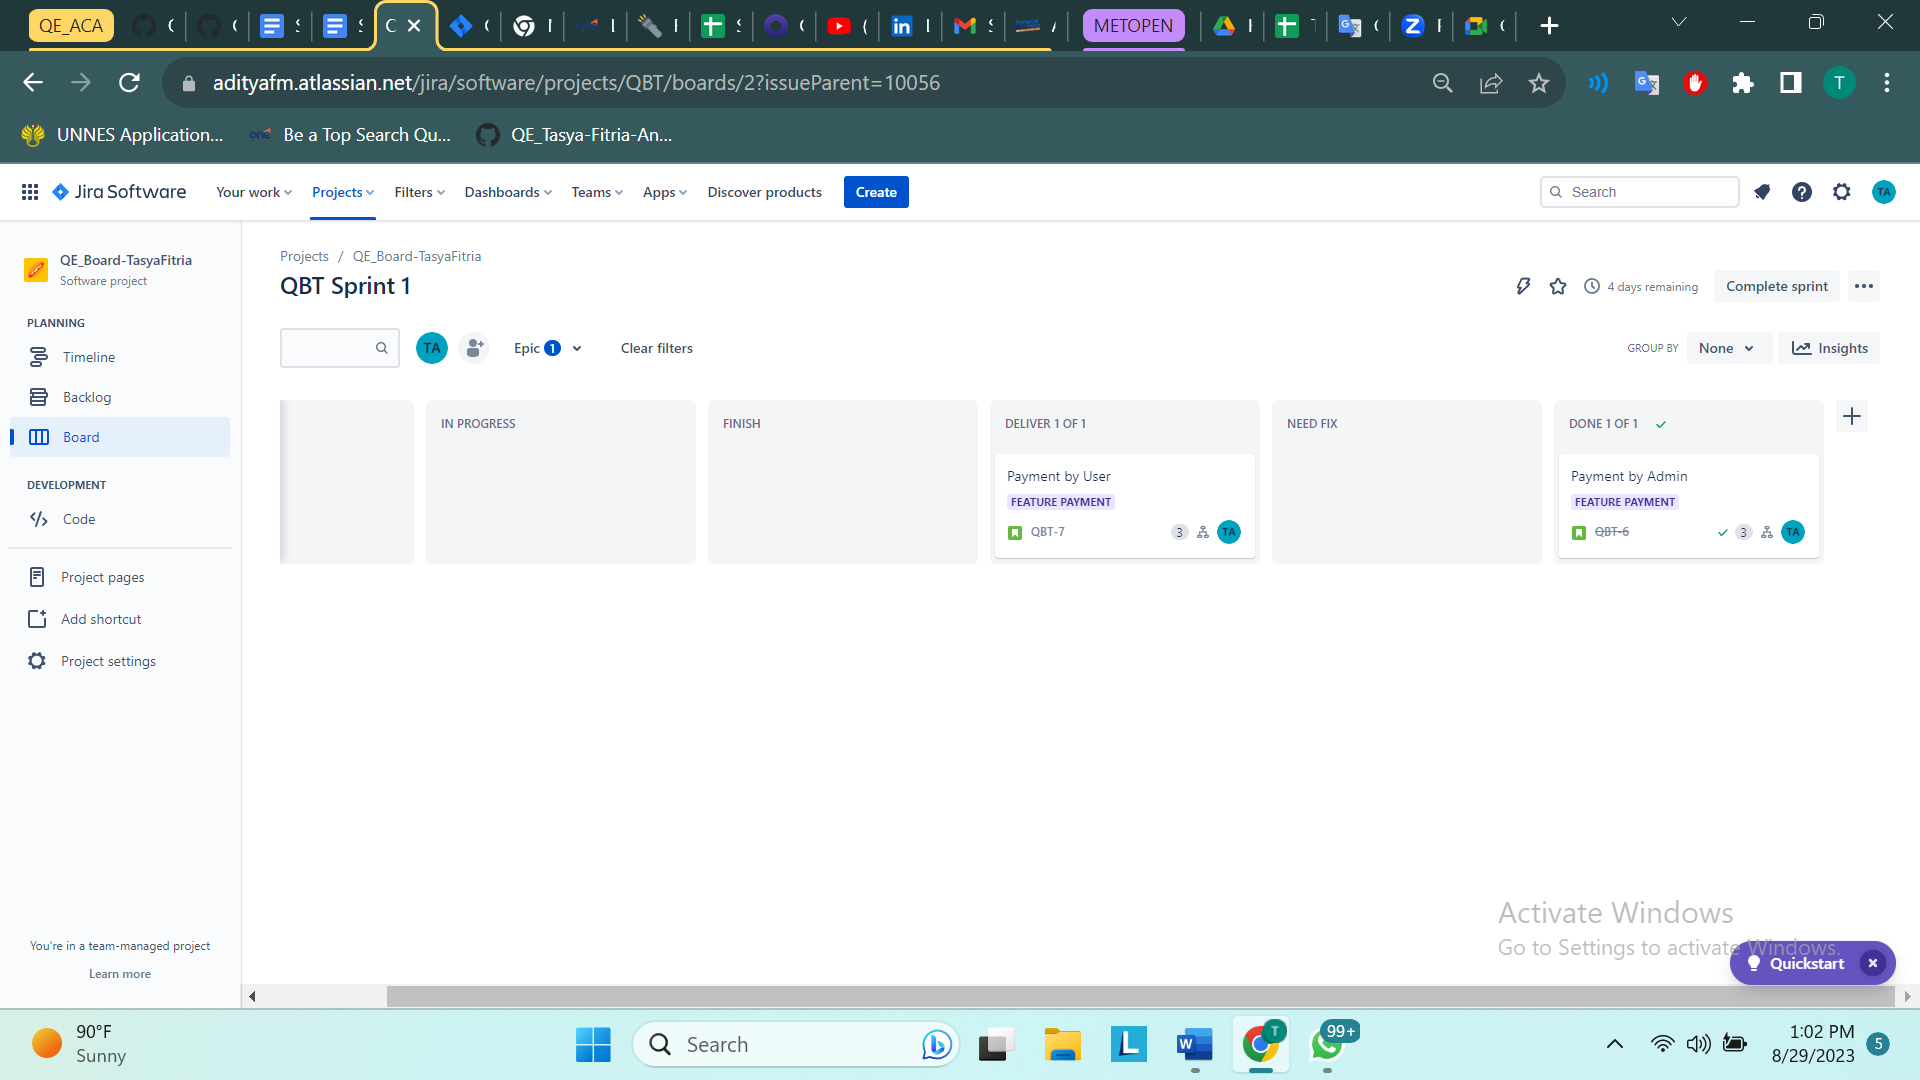 QE_ACA
METOPEN
adityafm.atlassian.net/jira/software/projects/QBT/boards/2?issueParent=10056
T
UNNES Application...
Be a Top Search Qu...
QE_Tasya-Fitria-An...
Jira Software
Your work
Projects
Filters
Dashboards
Teams
Apps
Discover products
Create
Search
TA
QE_Board-TasyaFitria
Software project
PLANNING
Timeline
Backlog
Board
DEVELOPMENT
Code
Project pages
Add shortcut
Project settings
You're in a team-managed project
Learn more
Projects / QE_Board-TasyaFitria
QBT Sprint 1
4 days remaining
Complete sprint
TA
Epic 1
Clear filters
GROUP BY
None
Insights
IN PROGRESS
FINISH
DELIVER 1 OF 1
Payment by User
FEATURE PAYMENT
QBT-7
3
TA
NEED FIX
DONE 1 OF 1
Payment by Admin
FEATURE PAYMENT
QBT-6
3
TA
Activate Windows
Go to Settings to activate Windows.
Quickstart
90°F
Sunny
Search
99+
1:02 PM
8/29/2023
5